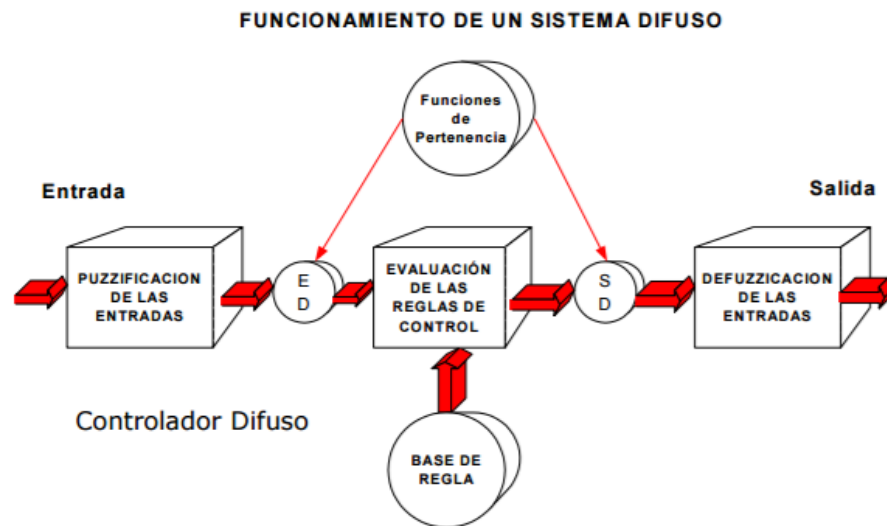 FUNCIONAMIENTO DE UN SISTEMA DIFUSO
Funciones
de
Pertenencia
Entrada
Salida
PUZZIFICACION
DE LAS
ENTRADAS
E
D
EVALUACIÓN
DE LAS
REGLAS DE
CONTROL
S
D
DEFUZZICACION
DE LAS
ENTRADAS
Controlador Difuso
BASE DE
REGLA